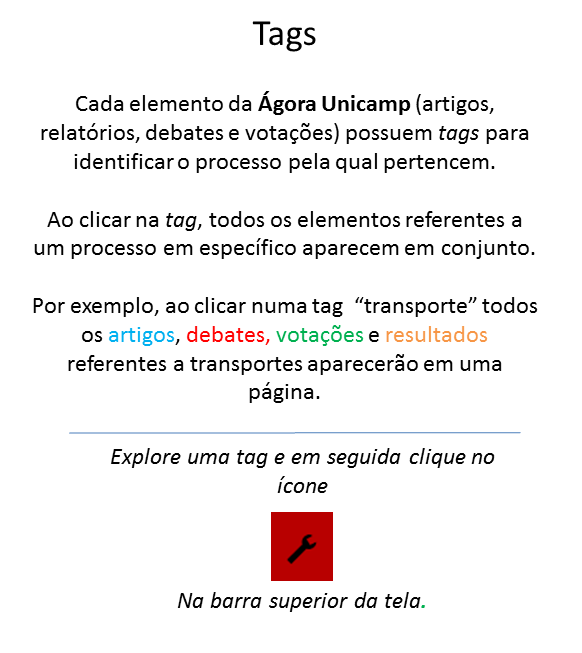 Tags
Cada elemento da Ágora Unicamp (artigos,
relatórios, debates e votações) possuem tags para
identificar o processo pela qual pertencem.
Ao clicar na tag, todos os elementos referentes a
um processo em específico aparecem em conjunto.
Por exemplo, ao clicar numa tag “transporte” todos
os artigos, debates, votações e resultados
referentes a transportes aparecerão em uma
página.
Explore uma tag e em seguida clique no
ícone
Na barra superior da tela.